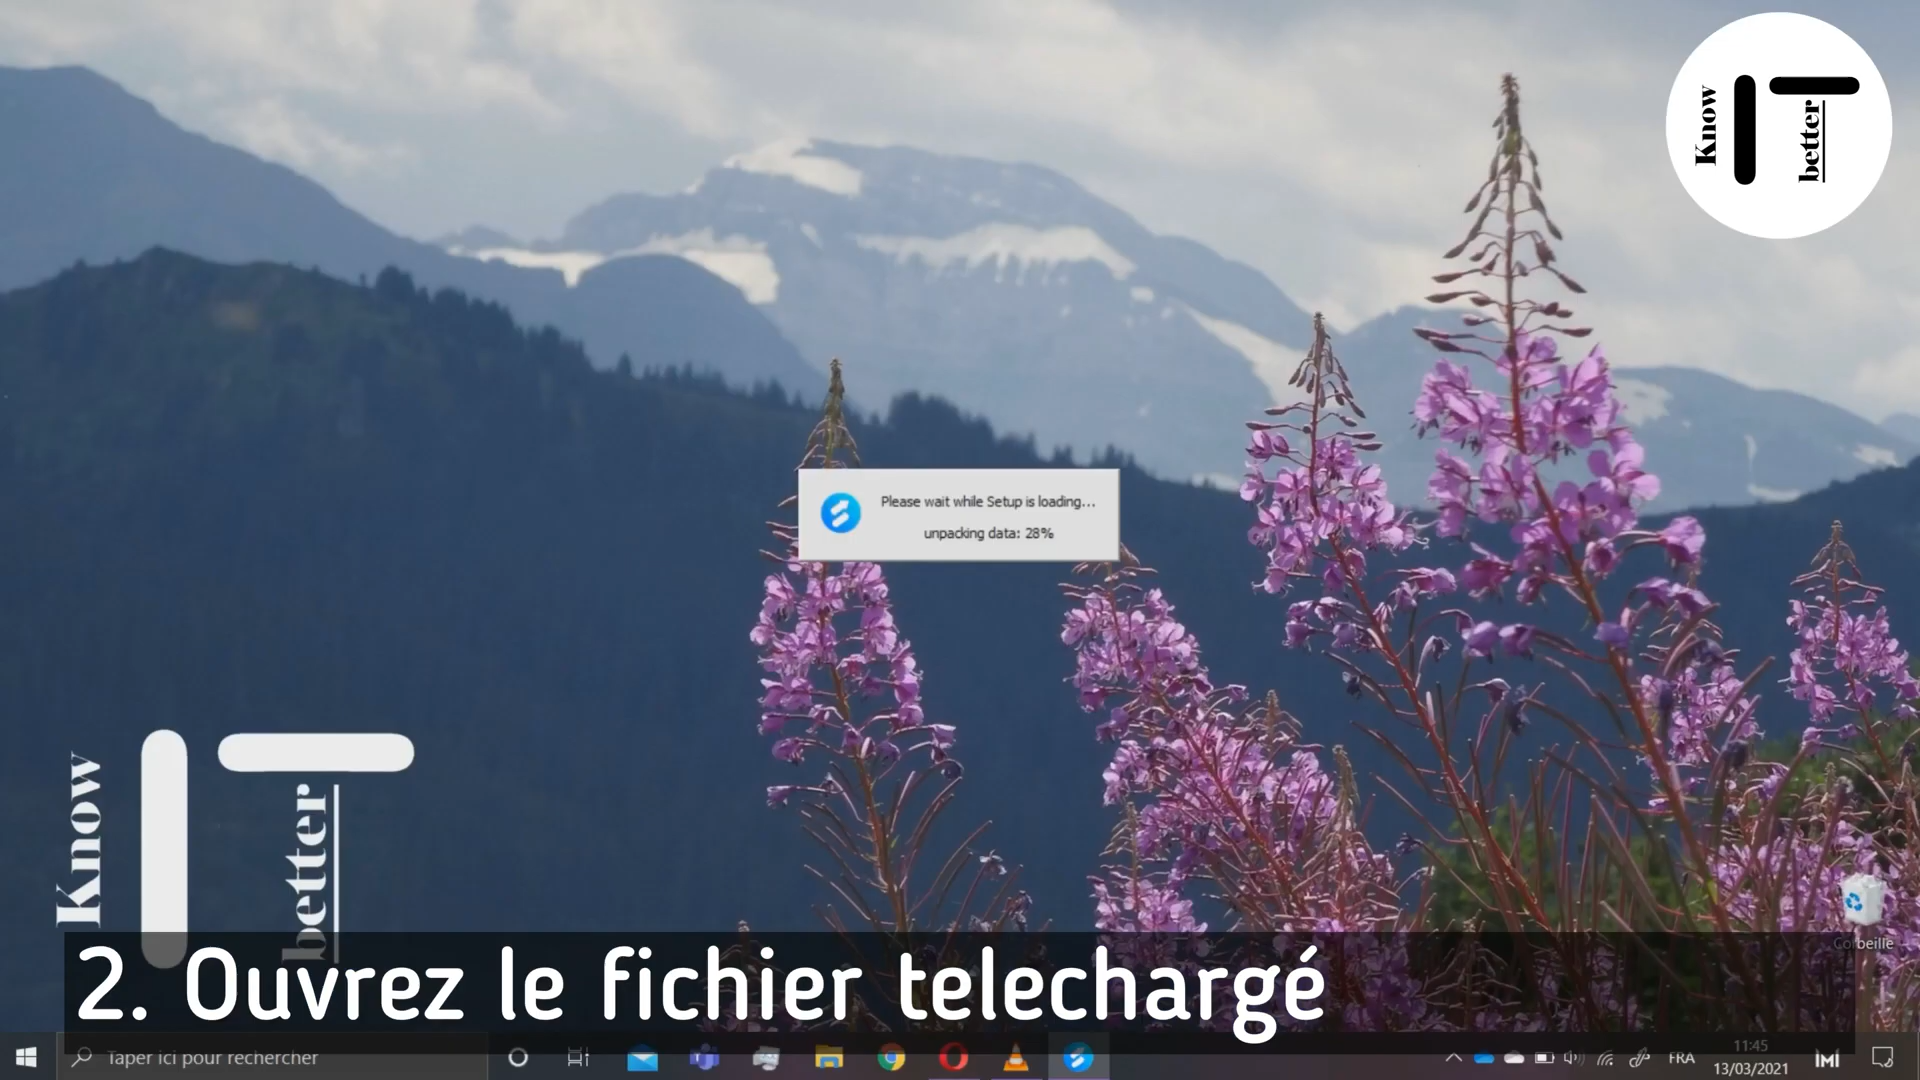 Know
better
Please wait while Setup is loading...
unpacking data: 28%
Know
better
Corbeille
2. Ouvrez le fichier telechargé
Taper ici pour rechercher
FRA
11:45
13/03/2021